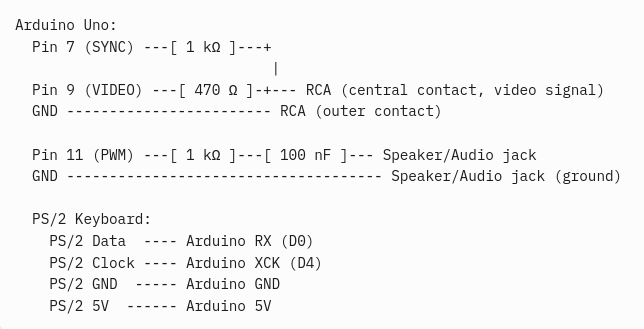 Arduino Uno:
  Pin 7 (SYNC) ---[ 1 kΩ ]---+
                             |
  Pin 9 (VIDEO) ---[ 470 Ω ]-+--- RCA (central contact, video signal)
  GND ------------------------ RCA (outer contact)

  Pin 11 (PWM) ---[ 1 kΩ ]---[ 100 nF ]--- Speaker/Audio jack
  GND ------------------------------------- Speaker/Audio jack (ground)

  PS/2 Keyboard:
    PS/2 Data  ---- Arduino RX (D0)
    PS/2 Clock ---- Arduino XCK (D4)
    PS/2 GND  ----- Arduino GND
    PS/2 5V  ------ Arduino 5V